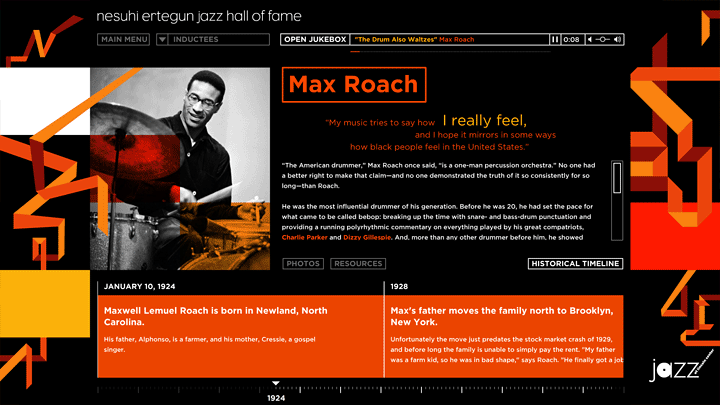 nesuhi ertegun jazz hall of fame
MAIN MENU
INDUCTEES
OPEN JUKEBOX
"The Drum Also Waltzes" Max Roach
0:08
Max Roach
"My music tries to say how I really feel,
and I hope it mirrors in some ways
how black people feel in the United States."
"The American drummer," Max Roach once said, "is a one-man percussion orchestra." No one had
a better right to make that claim—and no one demonstrated the truth of it so consistently for so
long—than Roach.
He was the most influential drummer of his generation. Before he was 20, he had set the pace for
what came to be called bebop: breaking up the time with snare- and bass-drum punctuation and
providing a running polyrhythmic commentary on everything played by his great compatriots,
Charlie Parker and Dizzy Gillespie. And, more than any other drummer before him, he showed
PHOTOS
RESOURCES
HISTORICAL TIMELINE
JANUARY 10, 1924
Maxwell Lemuel Roach is born in Newland, North
Carolina.
His father, Alphonso, is a farmer, and his mother, Cressie, a gospel
singer.
1928
Max's father moves the family north to Brooklyn,
New York.
Unfortunately the move just predates the stock market crash of 1929,
and before long the family is unable to simply pay the rent. "My father
was a farm kid, so he was in bad shape," says Roach. "He finally got a job
1924
jazz